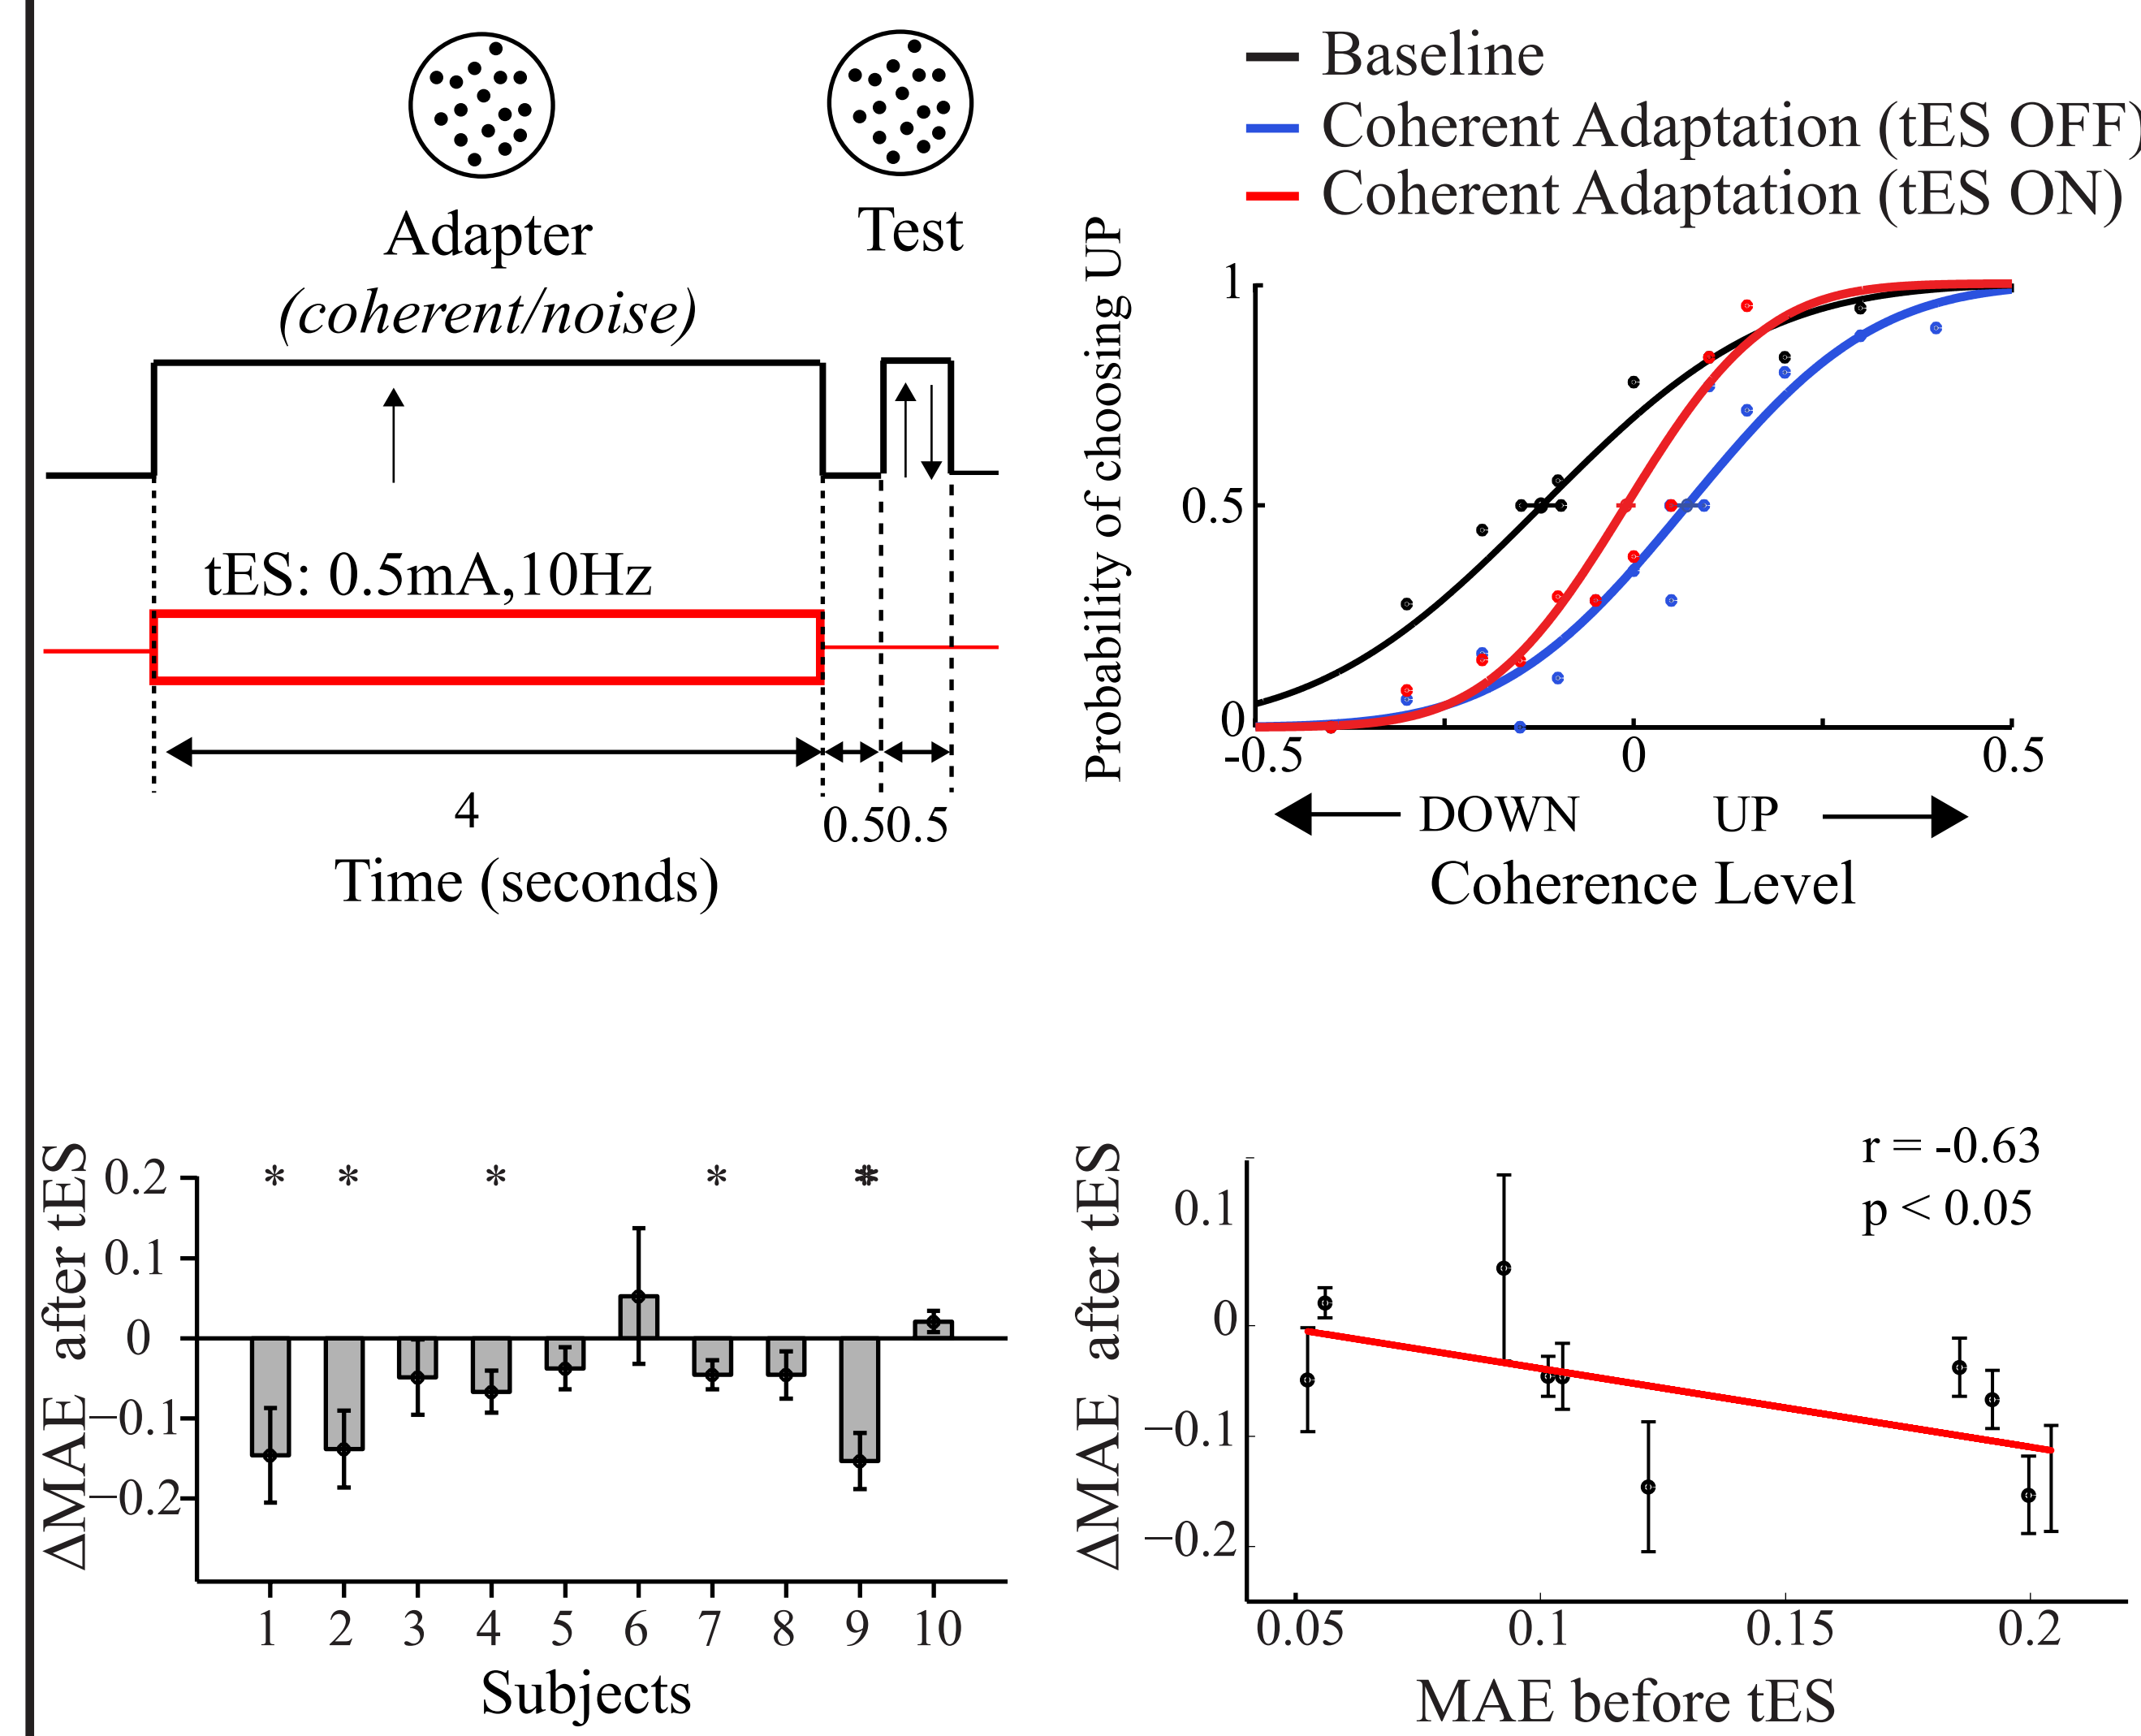 Adapter
(coherent/noise)
Test
tES: 0.5mA,10Hz
4
0.5
0.5
Time (seconds)
Baseline
Coherent Adaptation (tES OFF)
Coherent Adaptation (tES ON)
Probability of choosing UP
1
0.5
0
-0.5
0
0.5
DOWN
UP
Coherence Level
ΔMAE after tES
0.2
0.1
0
−0.1
−0.2
* * * * *
1 2 3 4 5 6 7 8 9 10
Subjects
ΔMAE after tES
0.1
0
−0.1
−0.2
r = -0.63
p < 0.05
0.05 0.1 0.15 0.2
MAE before tES